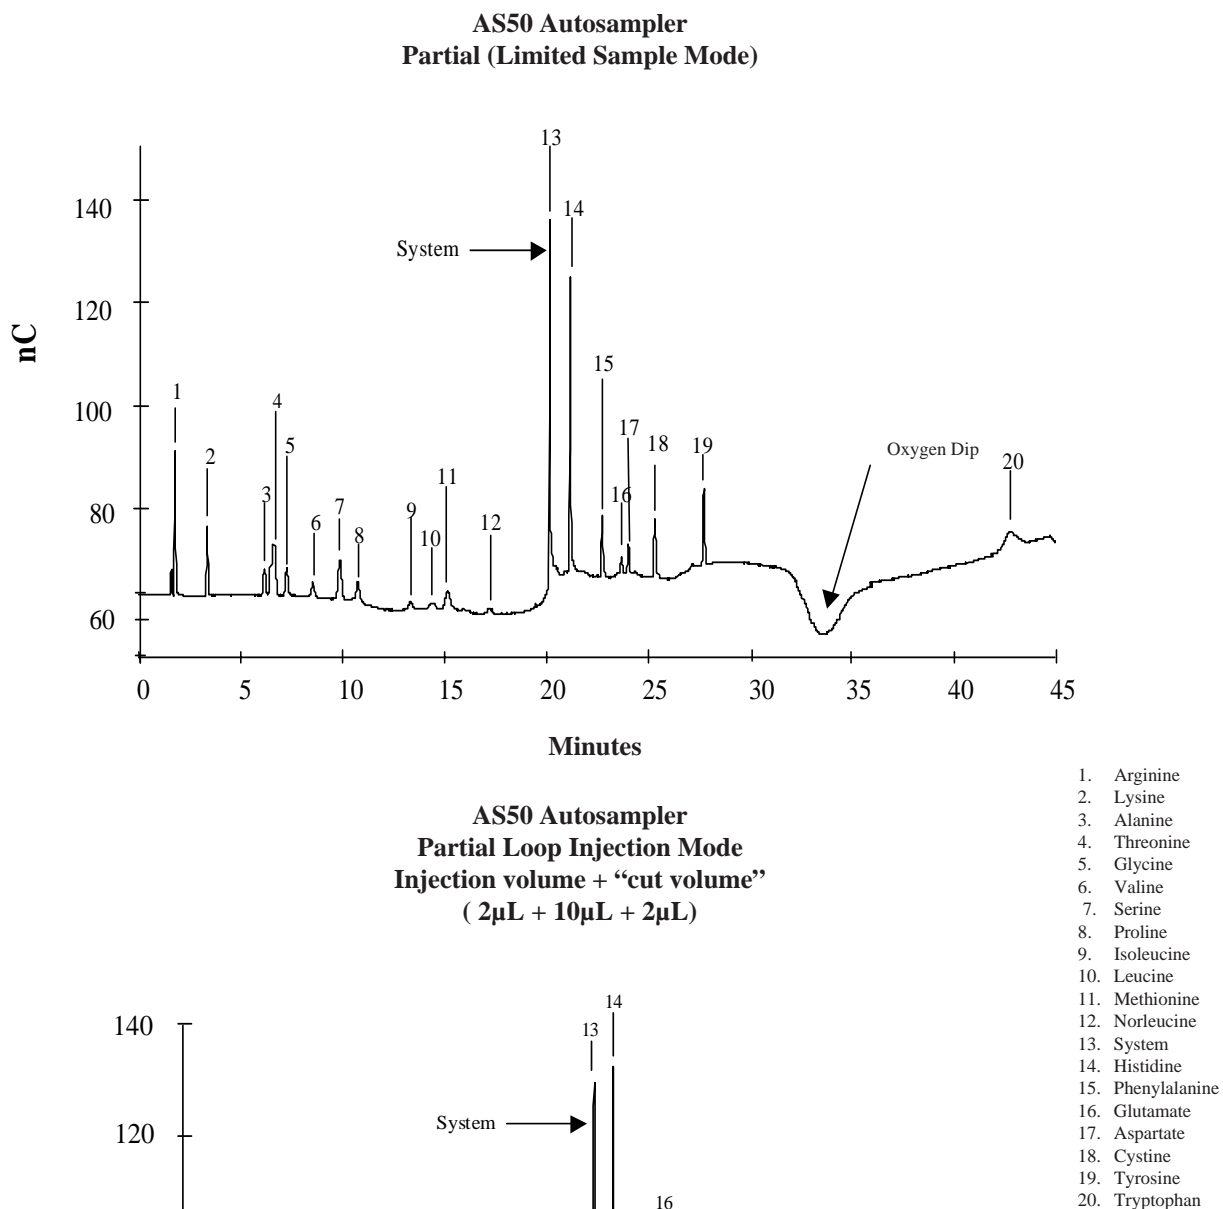 AS50 Autosampler
Partial (Limited Sample Mode)
13
14
140
System
120
nC
15
1
100
4
17
5
18
19
Oxygen Dip
2
20
11
3
16
7
9
80
6
12
8
10
60
0 5 10 15 20 25 30 35 40 45
Minutes
AS50 Autosampler
Partial Loop Injection Mode
Injection volume + “cut volume”
( 2µL + 10µL + 2µL)
14
140
13
System
120
16
1. Arginine
2. Lysine
3. Alanine
4. Threonine
5. Glycine
6. Valine
7. Serine
8. Proline
9. Isoleucine
10. Leucine
11. Methionine
12. Norleucine
13. System
14. Histidine
15. Phenylalanine
16. Glutamate
17. Aspartate
18. Cystine
19. Tyrosine
20. Tryptophan